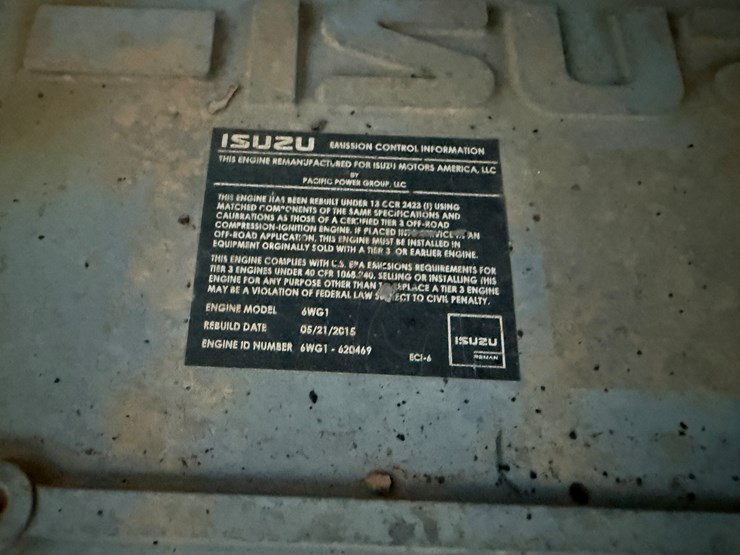 ISUZU
ISUZU EMISSION CONTROL INFORMATION
THIS ENGINE REMANUFACTURED FOR ISUZU MOTORS AMERICA, LLC
BY
PACIFIC POWER GROUP, LLC
THIS ENGINE HAS BEEN REBUILT UNDER 13 CCR 2423 (l) USING
MATCHED COMPONENTS OF THE SAME SPECIFICATIONS AND
CALIBRATIONS AS THOSE OF A CERTIFIED TIER 3 OFF-ROAD
COMPRESSION-IGNITION ENGINE. IF PLACED INTO SERVICE IN AN
OFF-ROAD APPLICATION, THIS ENGINE MUST BE INSTALLED IN
EQUIPMENT ORGINALLY SOLD WITH A TIER 3 OR EARLIER ENGINE.
THIS ENGINE COMPLIES WITH U.S. EPA EMISSIONS REQUIREMENTS FOR
TIER 3 ENGINES UNDER 40 CFR 1068.240. SELLING OR INSTALLING THIS
ENGINE FOR ANY PURPOSE OTHER THAN TO REPLACE A TIER 3 ENGINE
MAY BE A VIOLATION OF FEDERAL LAW SUBJECT TO CIVIL PENALTY.
ENGINE MODEL 6WG1
REBUILD DATE 05/21/2015
ENGINE ID NUMBER 6WG1 - 620469
ECI-6
ISUZU
REMAN